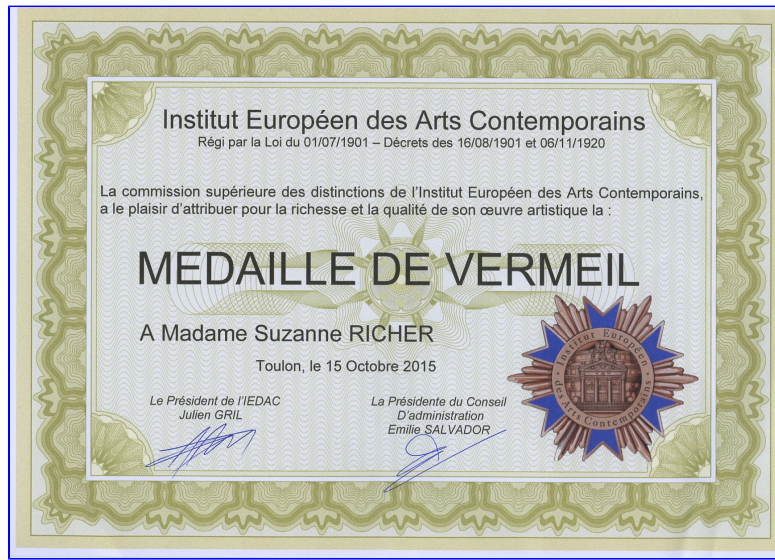 Institut Européen des Arts Contemporains
Régi par la Loi du 01/07/1901 – Décrets des 16/08/1901 et 06/11/1920
La commission supérieure des distinctions de l'Institut Européen des Arts Contemporains,
a le plaisir d'attribuer pour la richesse et la qualité de son œuvre artistique la :
MEDAILLE DE VERMEIL
A Madame Suzanne RICHER
Toulon, le 15 Octobre 2015
Le Président de l'IEDAC
Julien GRIL
La Présidente du Conseil
D'administration
Emilie SALVADOR
Institut Européen
des Arts Contemporains